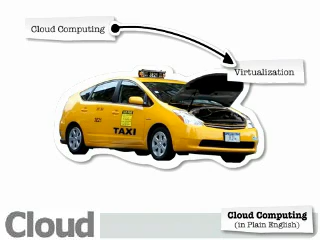 Cloud Computing
Virtualization
TAXI
Cloud
Cloud Computing
(in Plain English)